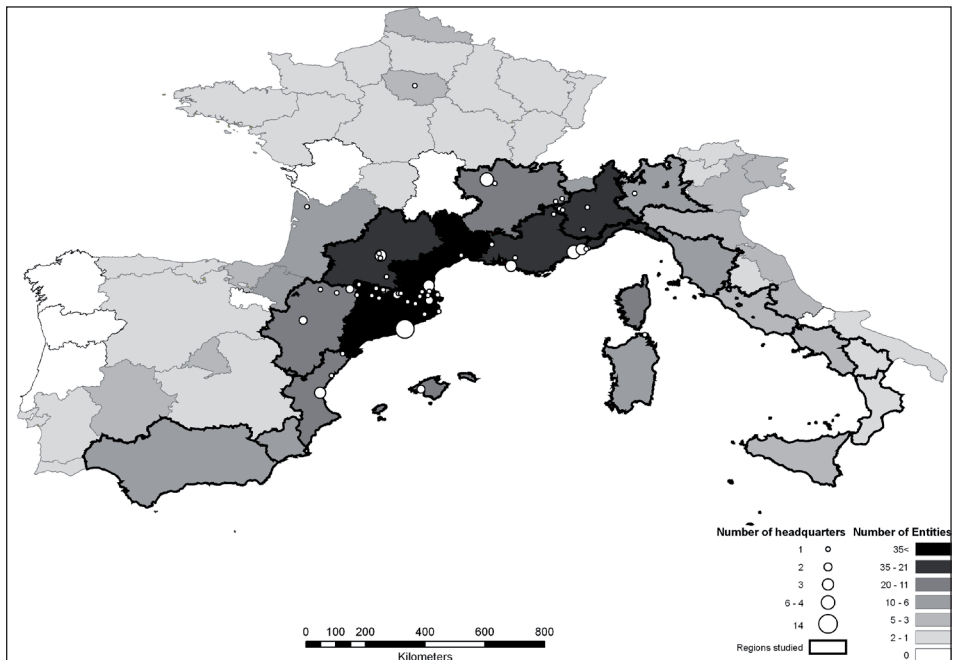 Number of headquarters
1
2
3
6 - 4
14
Regions studied
Number of Entities
35<
35 - 21
20 - 11
10 - 6
5 - 3
2 - 1
0
0 100 200 400 600 800
Kilometers